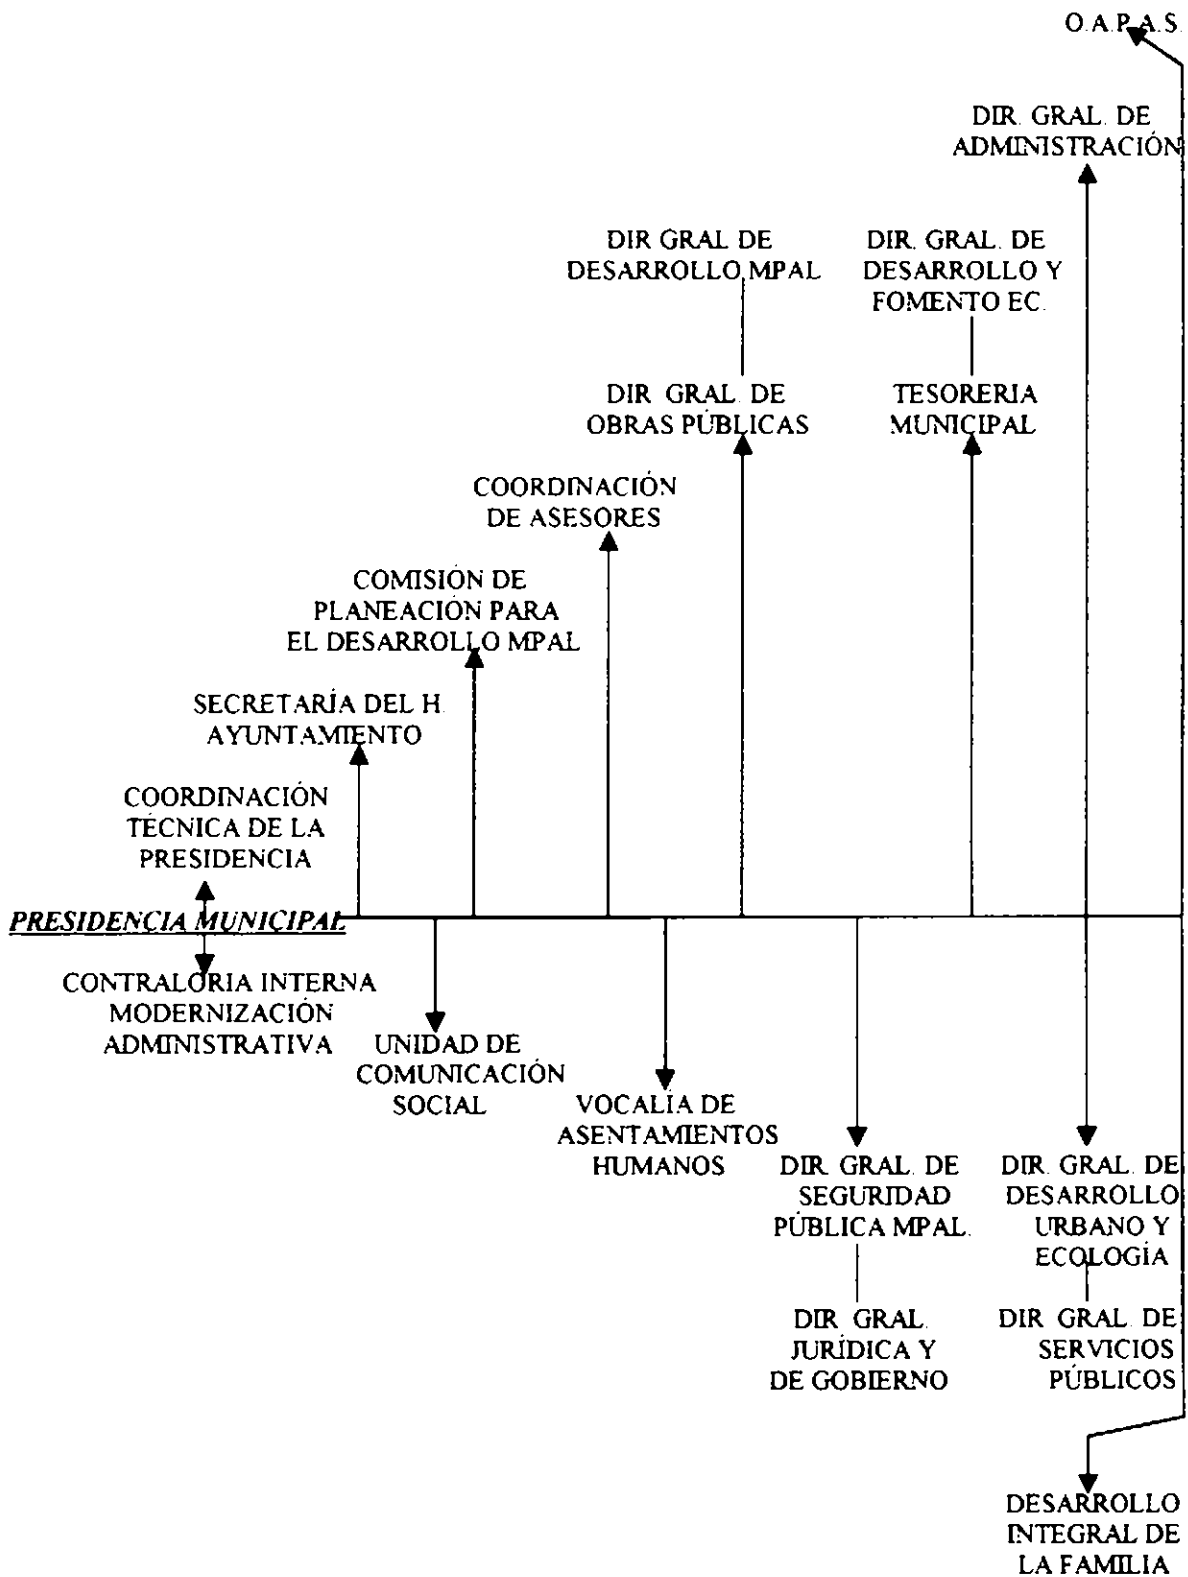 O.A.P.A.S.
DIR. GRAL. DE
ADMINISTRACIÓN
DIR GRAL DE
DESARROLLO MPAL
DIR. GRAL. DE
DESARROLLO Y
FOMENTO EC.
DIR GRAL. DE
OBRAS PÚBLICAS
TESORERIA
MUNICIPAL
COORDINACIÓN
DE ASESORES
COMISIÓN DE
PLANEACIÓN PARA
EL DESARROLLO MPAL
SECRETARÍA DEL H.
AYUNTAMIENTO
COORDINACIÓN
TÉCNICA DE LA
PRESIDENCIA
PRESIDENCIA MUNICIPAL
CONTRALORIA INTERNA
MODERNIZACIÓN
ADMINISTRATIVA
UNIDAD DE
COMUNICACIÓN
SOCIAL
VOCALÍA DE
ASENTAMIENTOS
HUMANOS
DIR. GRAL. DE
SEGURIDAD
PÚBLICA MPAL.
DIR. GRAL. DE
DESARROLLO
URBANO Y
ECOLOGÍA
DIR. GRAL.
JURÍDICA Y
DE GOBIERNO
DIR GRAL. DE
SERVICIOS
PÚBLICOS
DESARROLLO
INTEGRAL DE
LA FAMILIA